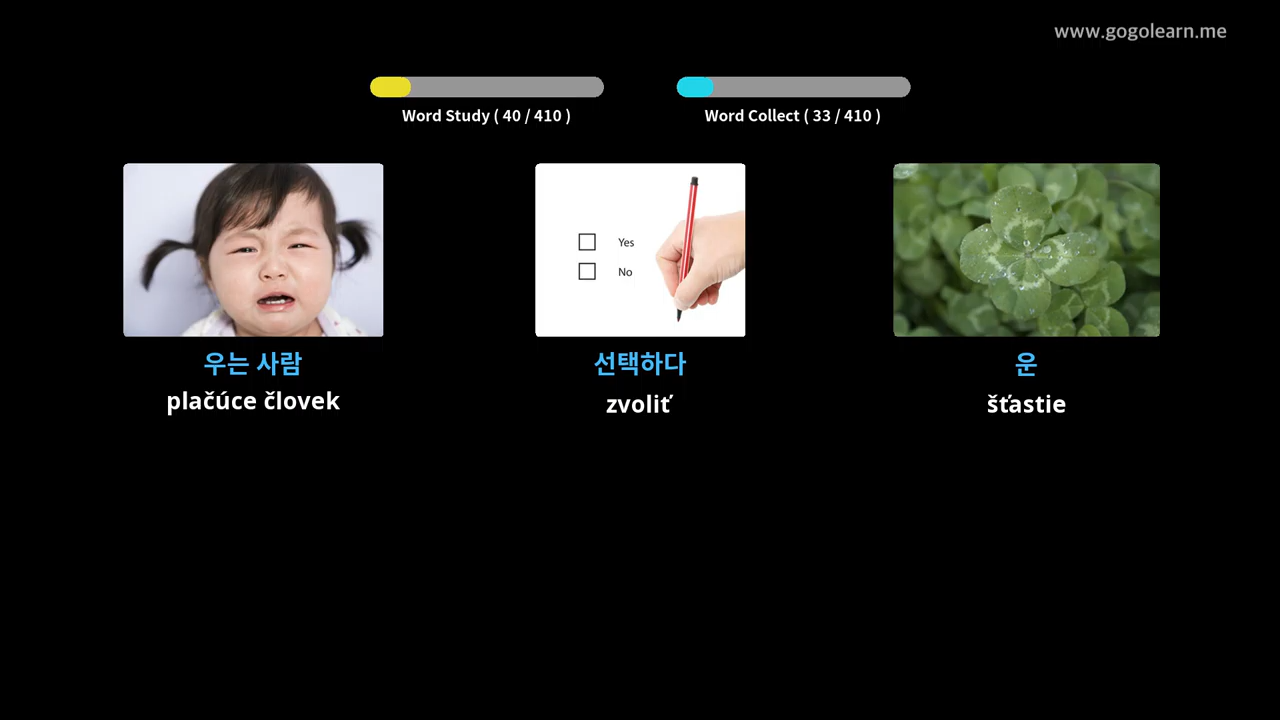 www.gogolearn.me
Word Study ( 40 / 410 )
Word Collect ( 33 / 410 )
Yes
No
우는 사람
선택하다
운
plačúce človek
zvoliť
šťastie